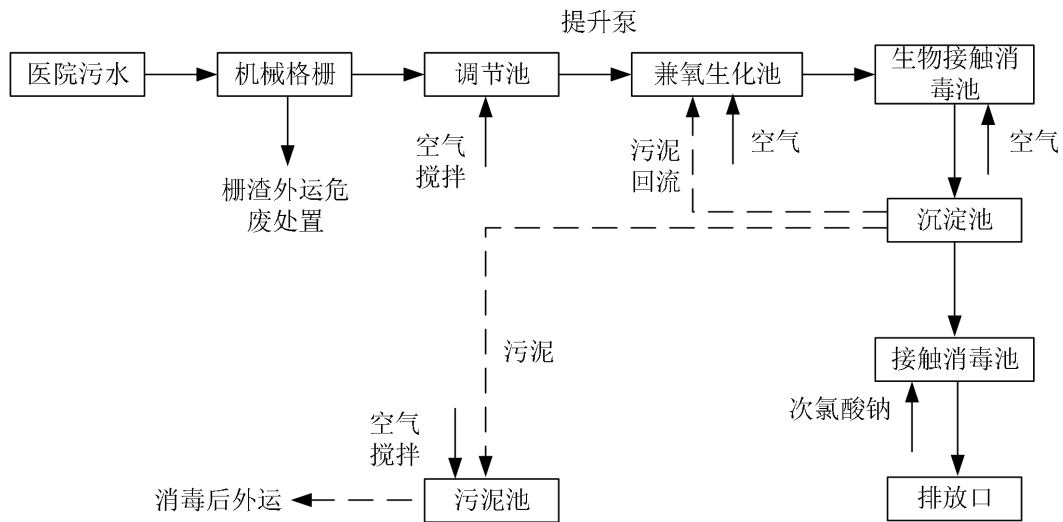 提升泵
医院污水
机械格栅
调节池
兼氧生化池
生物接触消
毒池
空气
搅拌
污泥
回流
空气
空气
栅渣外运危
废处置
沉淀池
污泥
接触消毒池
次氯酸钠
空气
搅拌
消毒后外运
污泥池
排放口